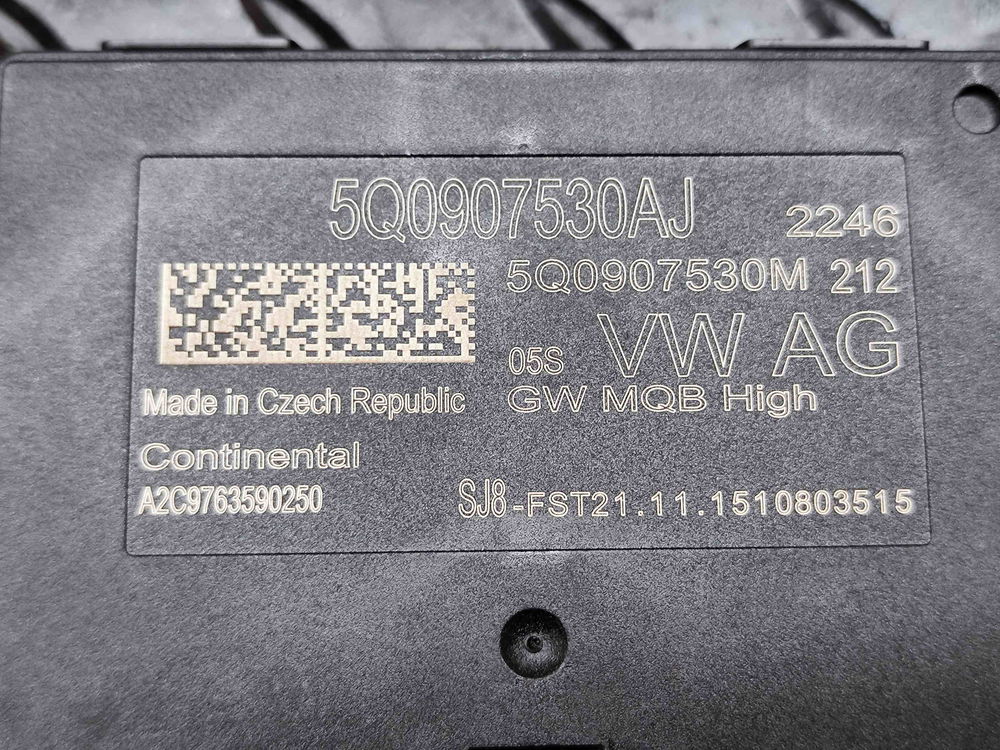 5Q0907530AJ 2246
5Q0907530M 212
05S VW AG
Made in Czech Republic GW MQB High
Continental
A2C9763590250 SJ8-FST21.11.1510803515